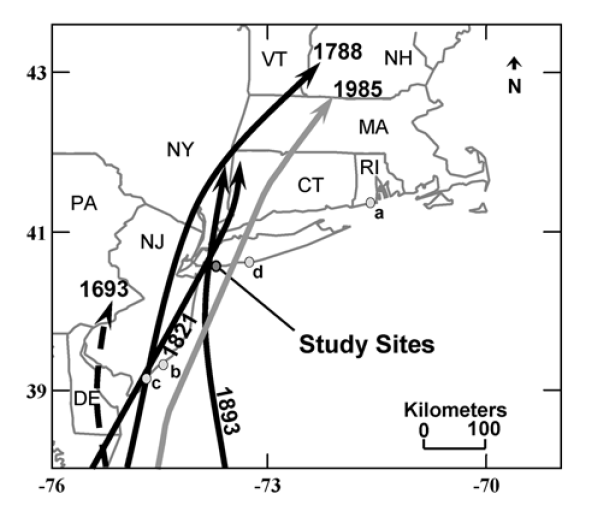 43
VT
1788
NH
N
1985
MA
NY
RI
CT
PA
a
41
NJ
d
1693
Study Sites
1821
b
c
39
DE
1893
Kilometers
0 100
-76 -73 -70